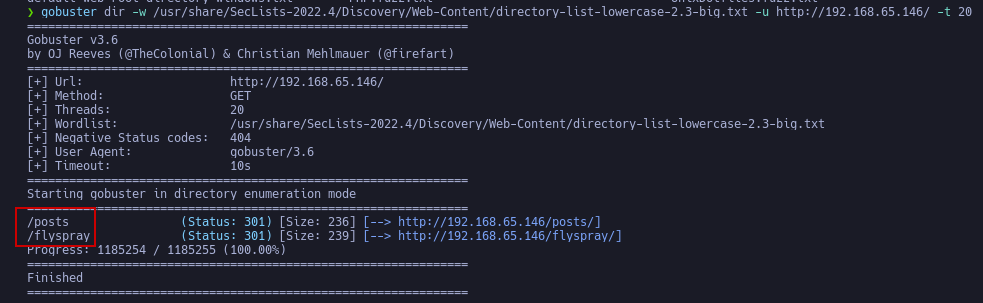 ❯ gobuster dir -w /usr/share/SecLists-2022.4/Discovery/Web-Content/directory-list-lowercase-2.3-big.txt -u http://192.168.65.146/ -t 20
===============================================================
Gobuster v3.6
by OJ Reeves (@TheColonial) & Christian Mehlmauer (@firefart)
===============================================================
[+] Url: http://192.168.65.146/
[+] Method: GET
[+] Threads: 20
[+] Wordlist: /usr/share/SecLists-2022.4/Discovery/Web-Content/directory-list-lowercase-2.3-big.txt
[+] Negative Status codes: 404
[+] User Agent: gobuster/3.6
[+] Timeout: 10s
===============================================================
Starting gobuster in directory enumeration mode
===============================================================
/posts (Status: 301) [Size: 236] [--> http://192.168.65.146/posts/]
/flyspray (Status: 301) [Size: 239] [--> http://192.168.65.146/flyspray/]
Progress: 1185254 / 1185255 (100.00%)
===============================================================
Finished
===============================================================